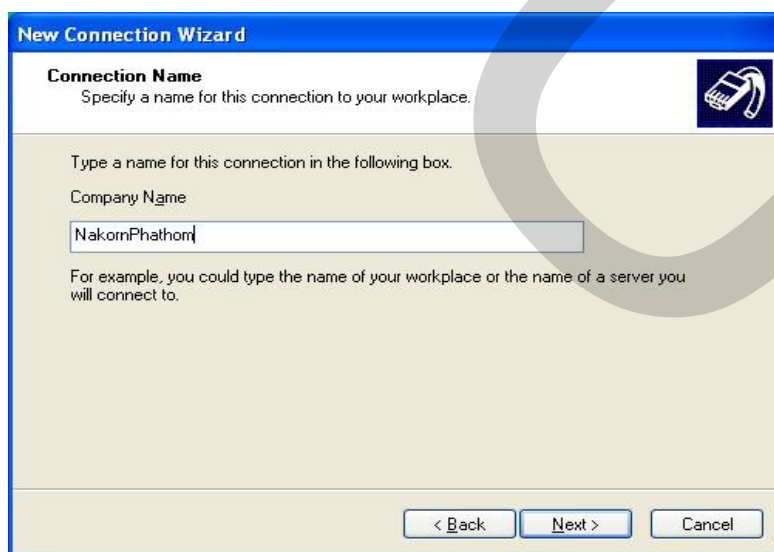 New Connection Wizard
Connection Name
Specify a name for this connection to your workplace.
Type a name for this connection in the following box.
Company Name
NakornPhathom
For example, you could type the name of your workplace or the name of a server you
will connect to.
< Back Next > Cancel